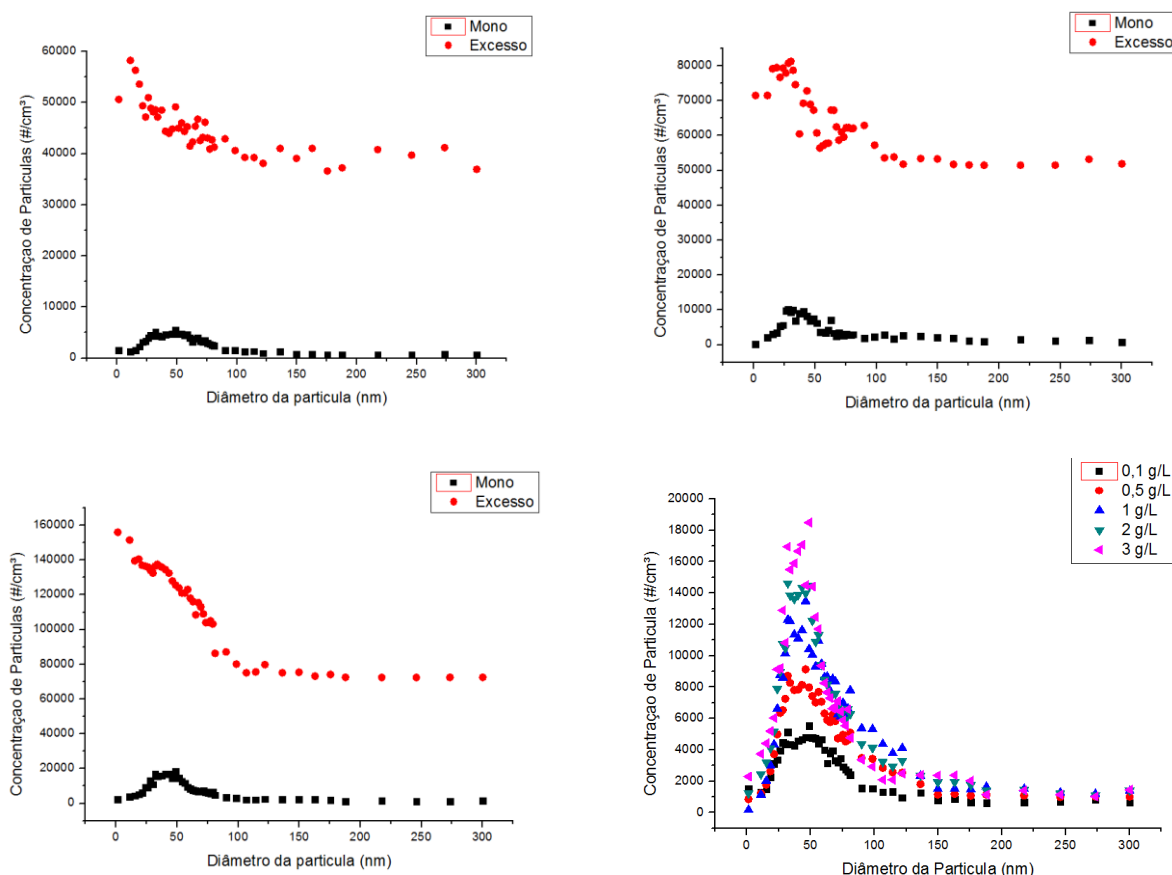 Mono
Excesso
Concentraçao de Particulas (#/cm³)
60000
50000
40000
30000
20000
10000
0
0 50 100 150 200 250 300
Diâmetro da particula (nm)
Mono
Excesso
Concentraçao de Particulas (#/cm³)
80000
70000
60000
50000
40000
30000
20000
10000
0
0 50 100 150 200 250 300
Diâmetro da particula (nm)
Mono
Excesso
Concentraçao de Particulas (#/cm³)
160000
140000
120000
100000
80000
60000
40000
20000
0
0 50 100 150 200 250 300
Diâmetro da particula (nm)
0,1 g/L
0,5 g/L
1 g/L
2 g/L
3 g/L
Concentraçao de Particula (#/cm³)
20000
18000
16000
14000
12000
10000
8000
6000
4000
2000
0
0 50 100 150 200 250 300
Diâmetro da Particula (nm)